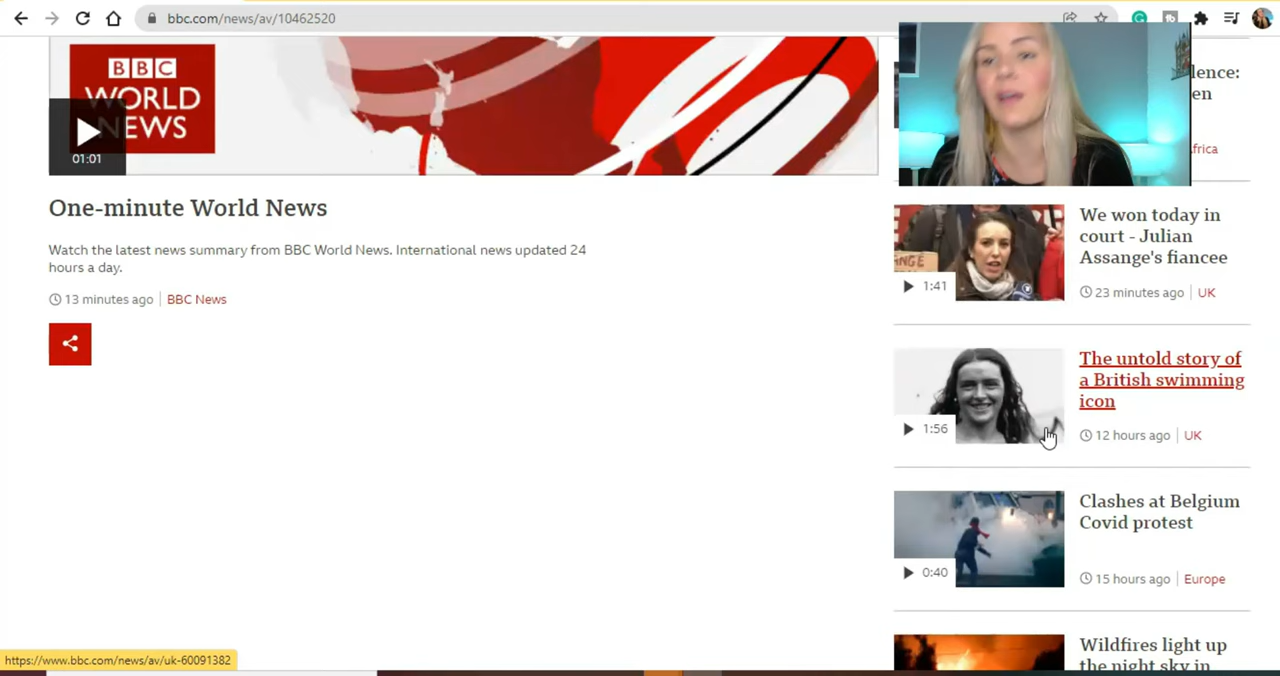 bbc.com/news/av/10462520
BBC
WORLD
NEWS
01:01
One-minute World News
Watch the latest news summary from BBC World News. International news updated 24
hours a day.
13 minutes ago
BBC News
lence:
en
frica
We won today in
court - Julian
Assange's fiancee
1:41
23 minutes ago
UK
The untold story of
a British swimming
icon
1:56
12 hours ago
UK
Clashes at Belgium
Covid protest
0:40
15 hours ago
Europe
Wildfires light up
the night sky in
https://www.bbc.com/news/av/uk-60091382